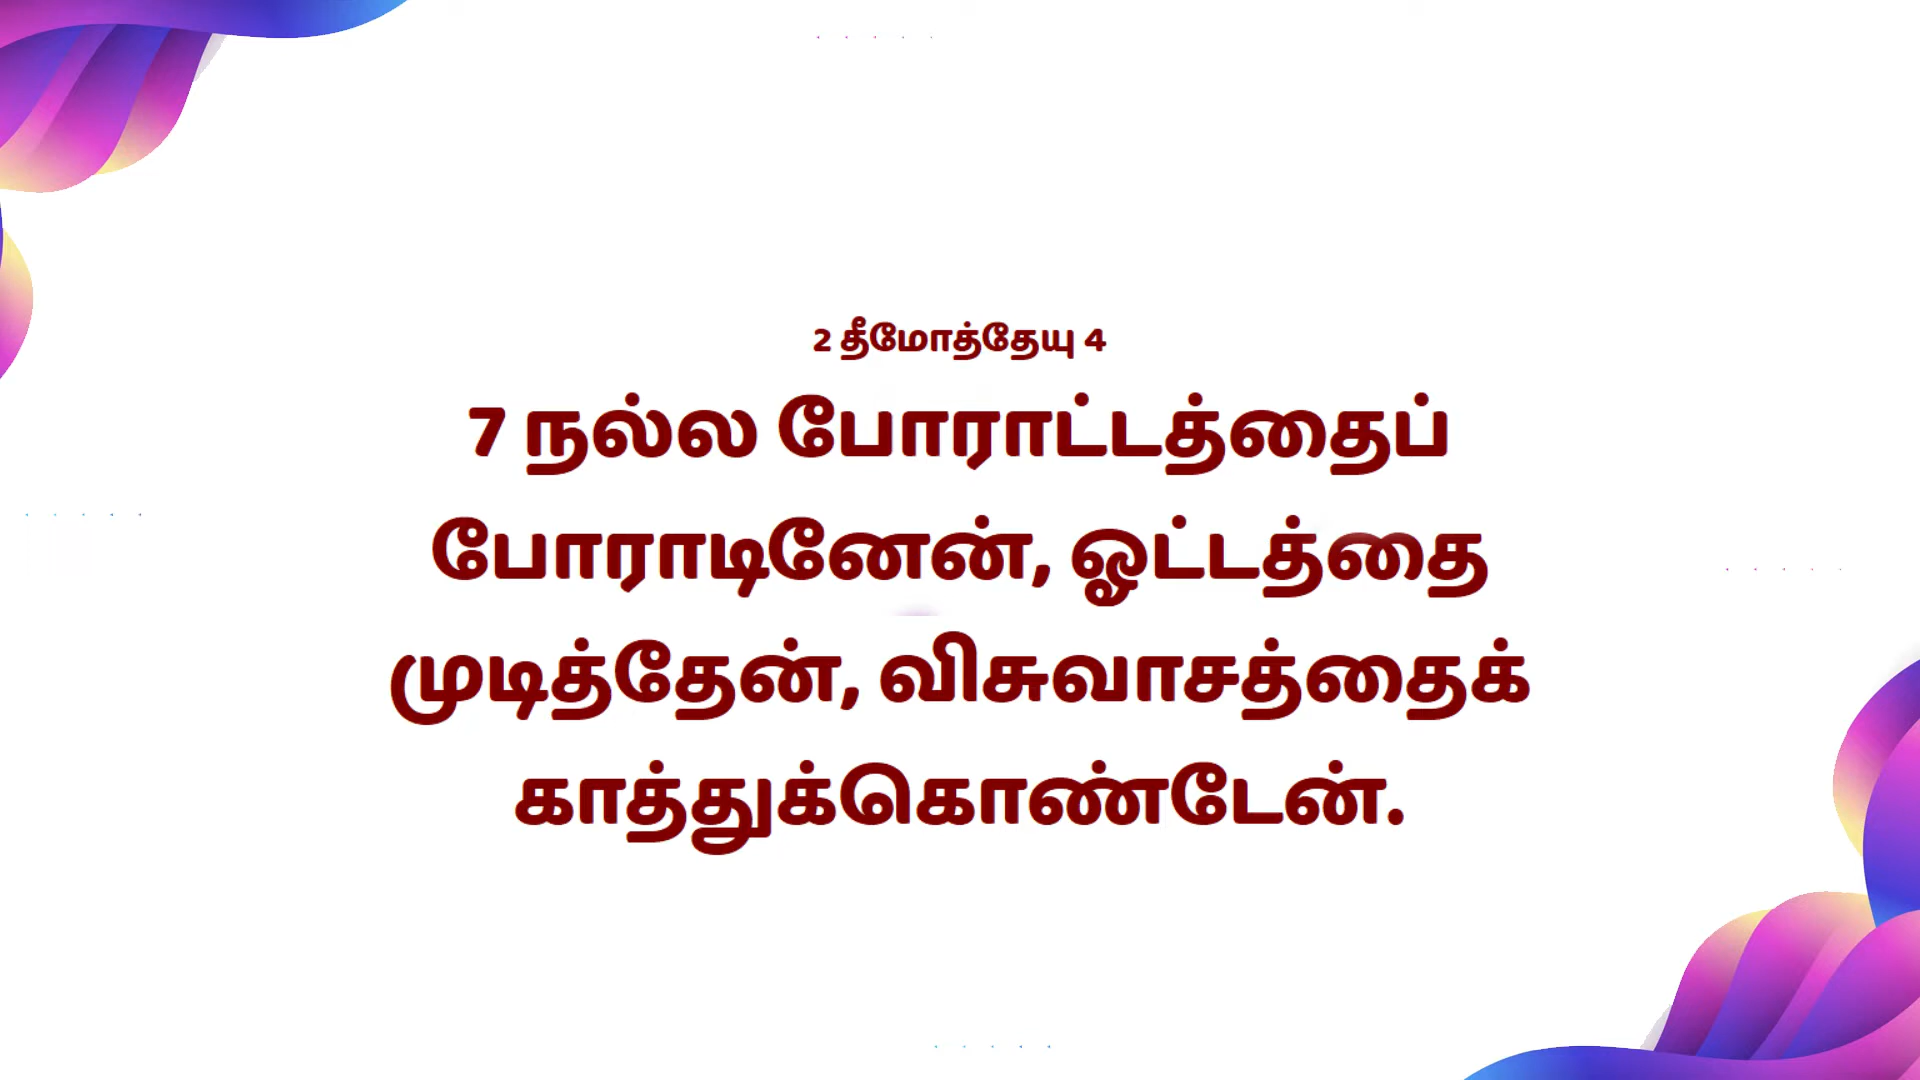 2 தீமோத்தேயு 4
7 நல்ல போராட்டத்தைப்
போராடினேன், ஓட்டத்தை
முடித்தேன், விசுவாசத்தைக்
காத்துக்கொண்டேன்.